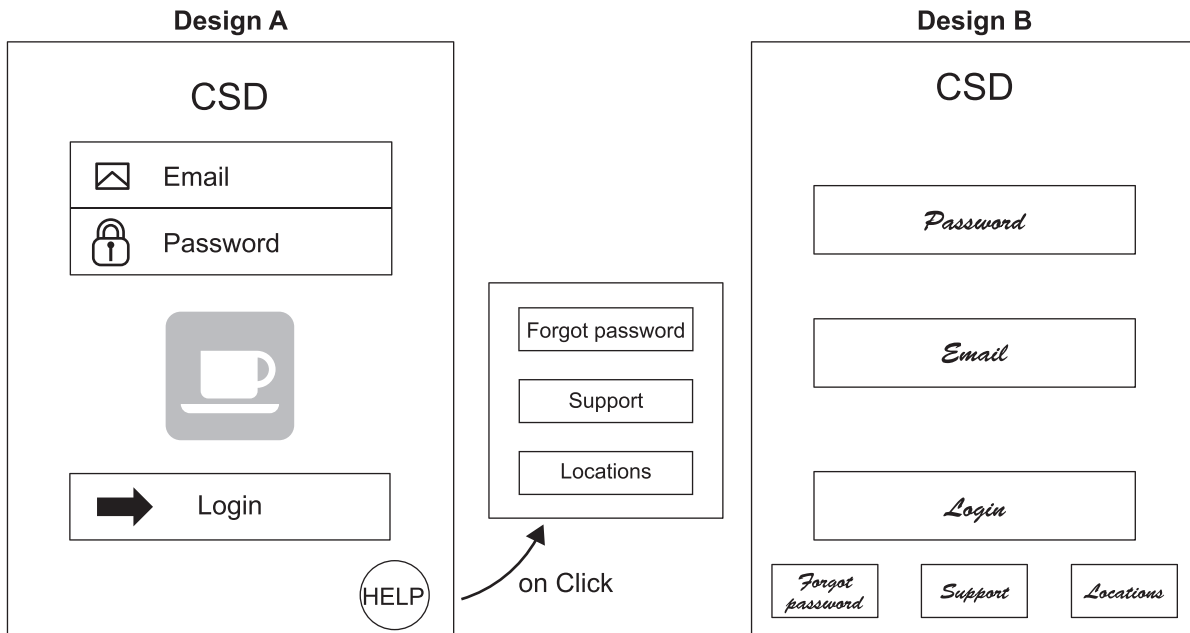 Design A
CSD
Email
Password
Login
HELP
on Click
Forgot password
Support
Locations
Design B
CSD
Password
Email
Login
Forgot
password
Support
Locations